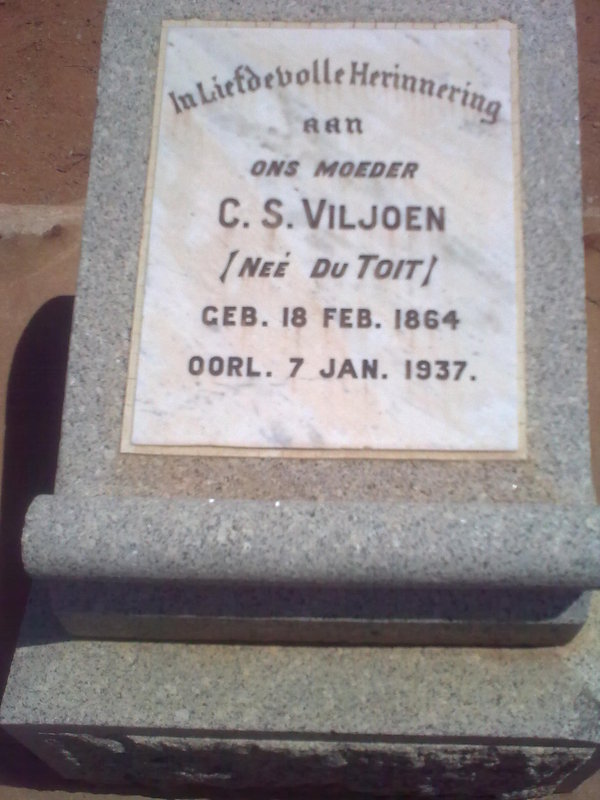 In Liefdevolle Herinnering
aan
ONS MOEDER
C. S. VILJOEN
[NEÉ DU TOIT]
GEB. 18 FEB. 1864
OORL. 7 JAN. 1937.